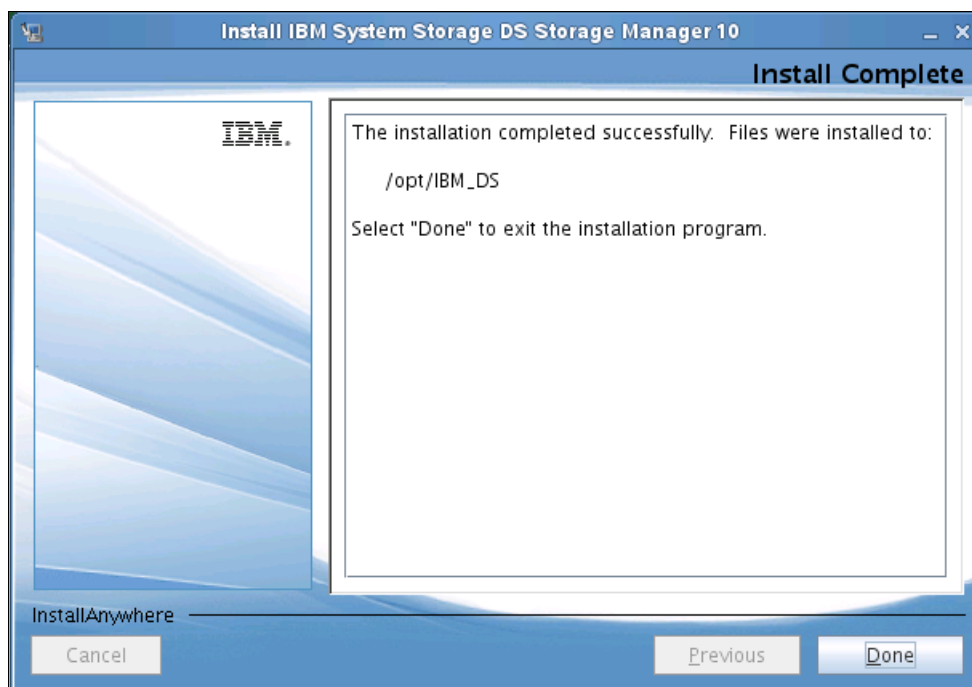 Install IBM System Storage DS Storage Manager 10
Install Complete
IBM.
The installation completed successfully. Files were installed to:
/opt/IBM_DS
Select "Done" to exit the installation program.
InstallAnywhere
Cancel
Previous
Done